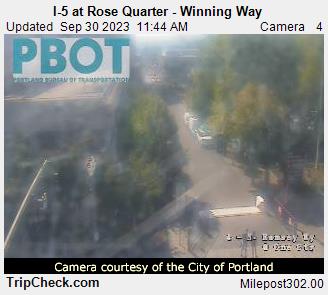 I-5 at Rose Quarter - Winning Way
Updated Sep 30 2023 11:44 AM Camera 4
PBOT
PORTLAND BUREAU OF TRANSPORTATION
Camera courtesy of the City of Portland
TripCheck.com Milepost302.00